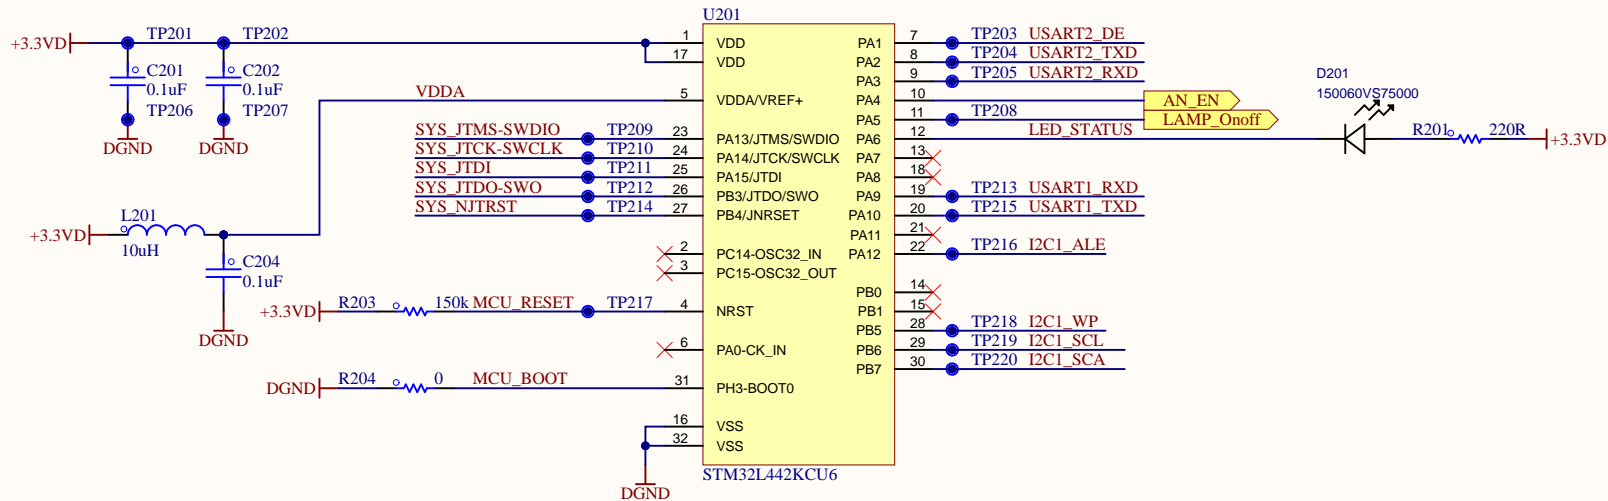 U201
+3.3VD TP201 TP202 1 VDD PA1 7 TP203 USART2_DE
17 VDD PA2 8 TP204 USART2_TXD
C201 C202 PA3 9 TP205 USART2_RXD D201
0.1uF 0.1uF VDDA 5 VDDA/VREF+ PA4 10 AN_EN 150060VS75000
TP206 TP207 PA5 11 TP208 LAMP_Onoff
DGND DGND SYS_JTMS-SWDIO TP209 23 PA13/JTMS/SWDIO PA6 12 LED_STATUS R201 220R +3.3VD
SYS_JTCK-SWCLK TP210 24 PA14/JTCK/SWCLK PA7 13
SYS_JTDI TP211 25 PA15/JTDI PA8 18
SYS_JTDO-SWO TP212 26 PB3/JTDO/SWO PA9 19 TP213 USART1_RXD
SYS_NJTRST TP214 27 PB4/JNRSET PA10 20 TP215 USART1_TXD
L201
+3.3VD PA11 21
10uH 2 PC14-OSC32_IN PA12 22 TP216 I2C1_ALE
C204 3 PC15-OSC32_OUT
0.1uF PB0 14
+3.3VD R203 150k MCU_RESET TP217 4 NRST PB1 15
DGND PB5 28 TP218 I2C1_WP
6 PA0-CK_IN PB6 29 TP219 I2C1_SCL
PB7 30 TP220 I2C1_SCA
DGND R204 0 MCU_BOOT 31 PH3-BOOT0
16 VSS
32 VSS
STM32L442KCU6
DGND